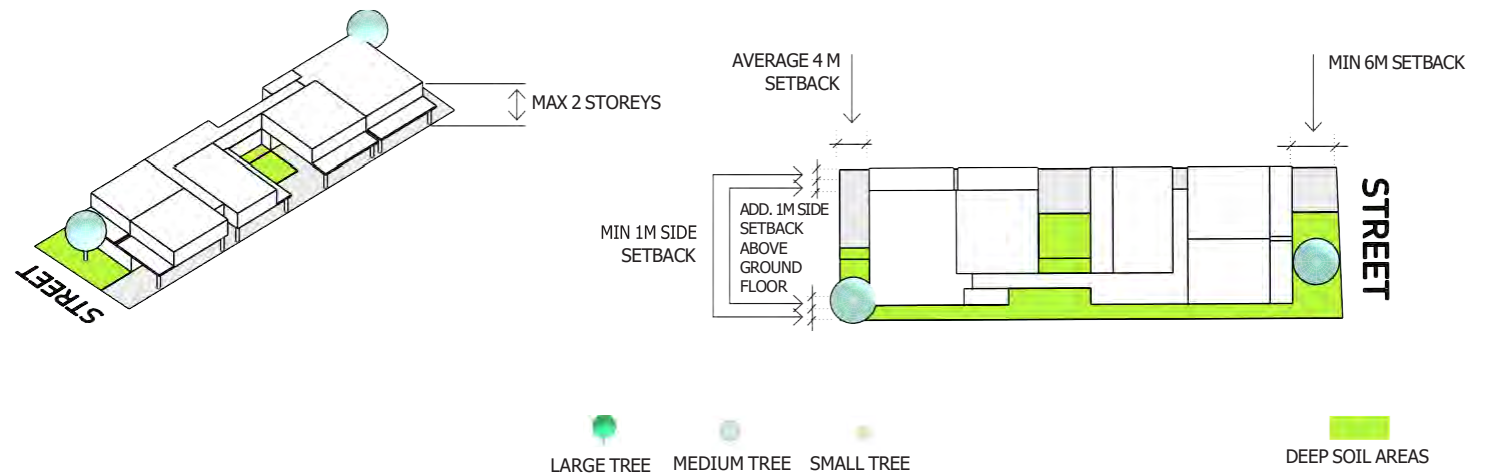 MAX 2 STOREYS
STREET
AVERAGE 4 M
SETBACK
MIN 6M SETBACK
MIN 1M SIDE
SETBACK
ADD. 1M SIDE
SETBACK
ABOVE
GROUND
FLOOR
STREET
LARGE TREE
MEDIUM TREE
SMALL TREE
DEEP SOIL AREAS